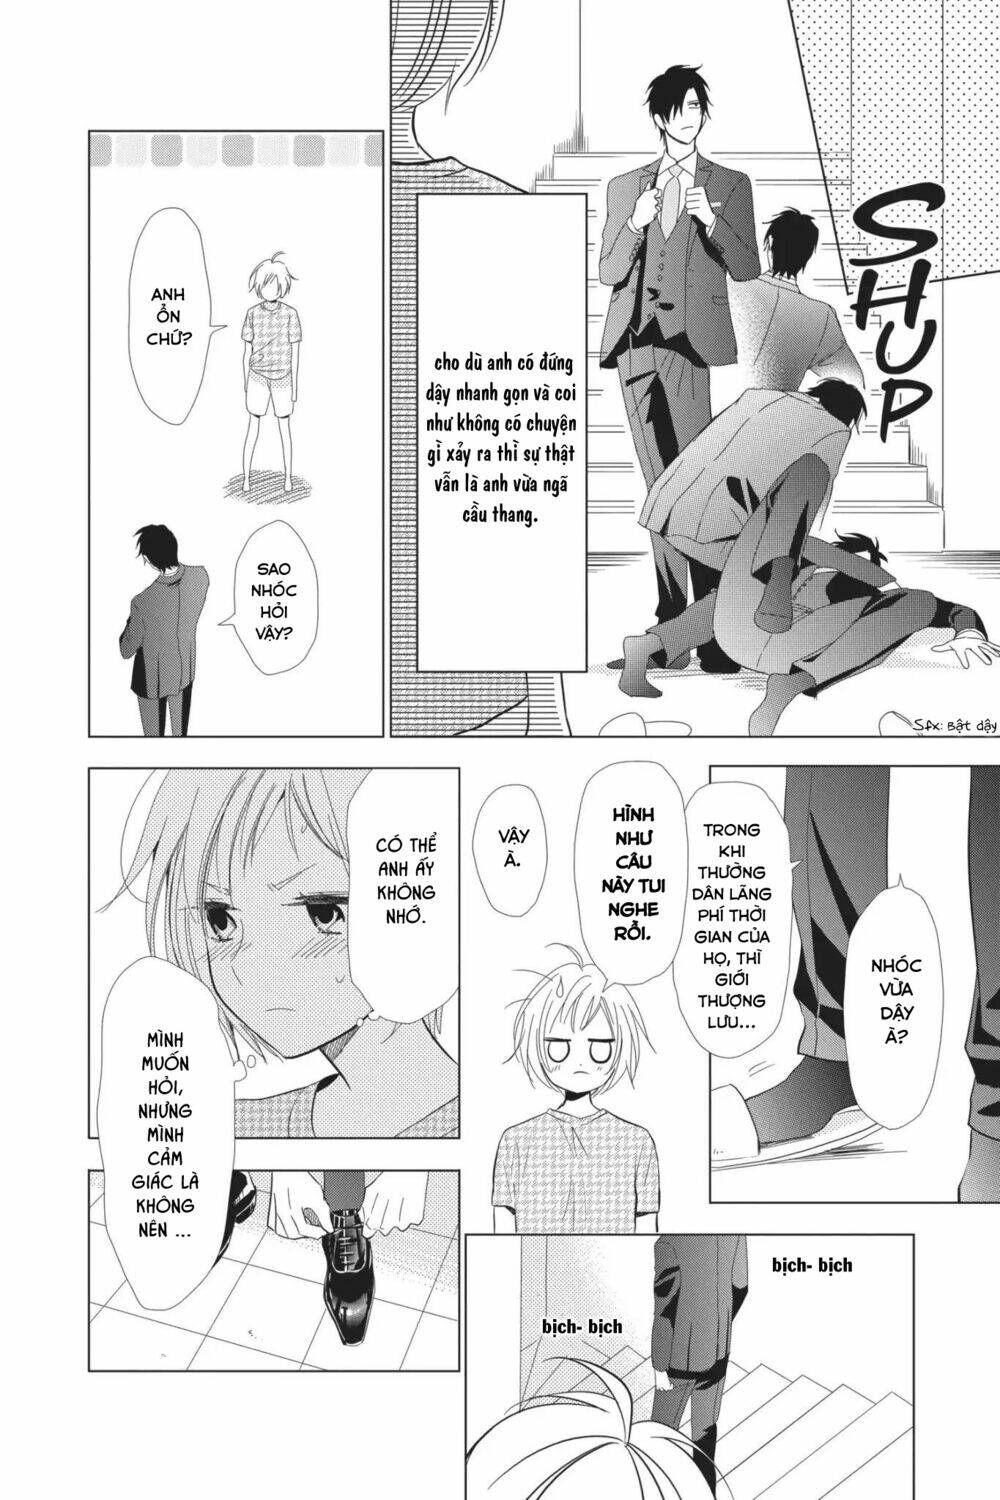 SHUP
Sfx: Bật dậy
cho dù anh có đứng
dậy nhanh gọn và coi
như không có chuyện
gì xảy ra thì sự thật
vẫn là anh vừa ngã
cầu thang.
ANH
ỔN
CHỨ?
SAO
NHÓC
HỎI
VẬY?
NHÓC
VỪA
DẬY
À?
TRONG
KHI
THƯỜNG
DÂN LÃNG
PHÍ THỜI
GIAN CỦA
HỌ, THÌ
GIỚI
THƯỢNG
LƯU...
HÌNH
NHƯ
CÂU
NÀY TUI
NGHE
RỒI.
VẬY
À.
CÓ THỂ
ANH ẤY
KHÔNG
NHỚ.
MÌNH
MUỐN
HỎI,
NHƯNG
MÌNH
CẢM
GIÁC LÀ
KHÔNG
NÊN ...
bịch- bịch
bịch- bịch